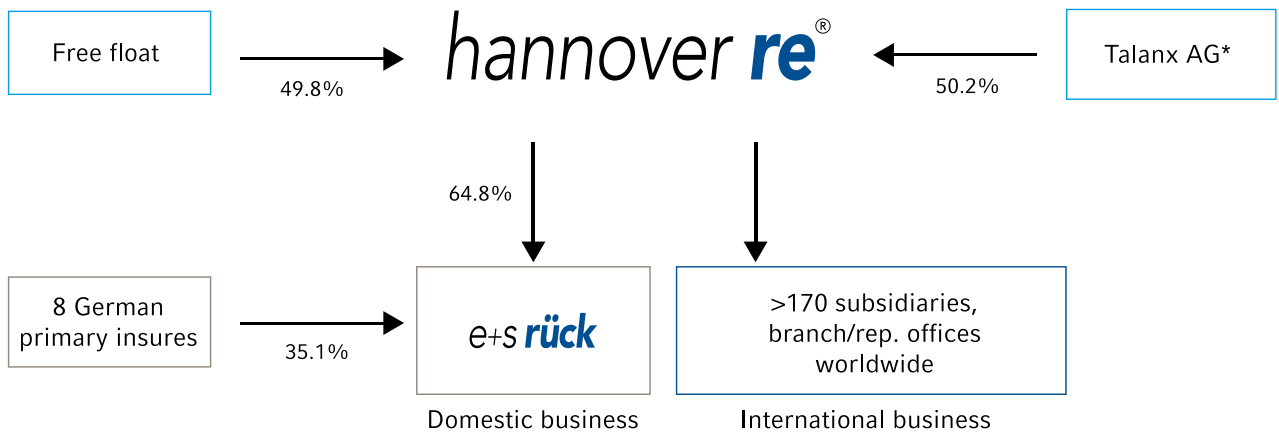 Free float
49.8%
hannover re®
50.2%
Talanx AG*
64.8%
8 German
primary insures
35.1%
e+s rück
>170 subsidiaries,
branch/rep. offices
worldwide
Domestic business
International business